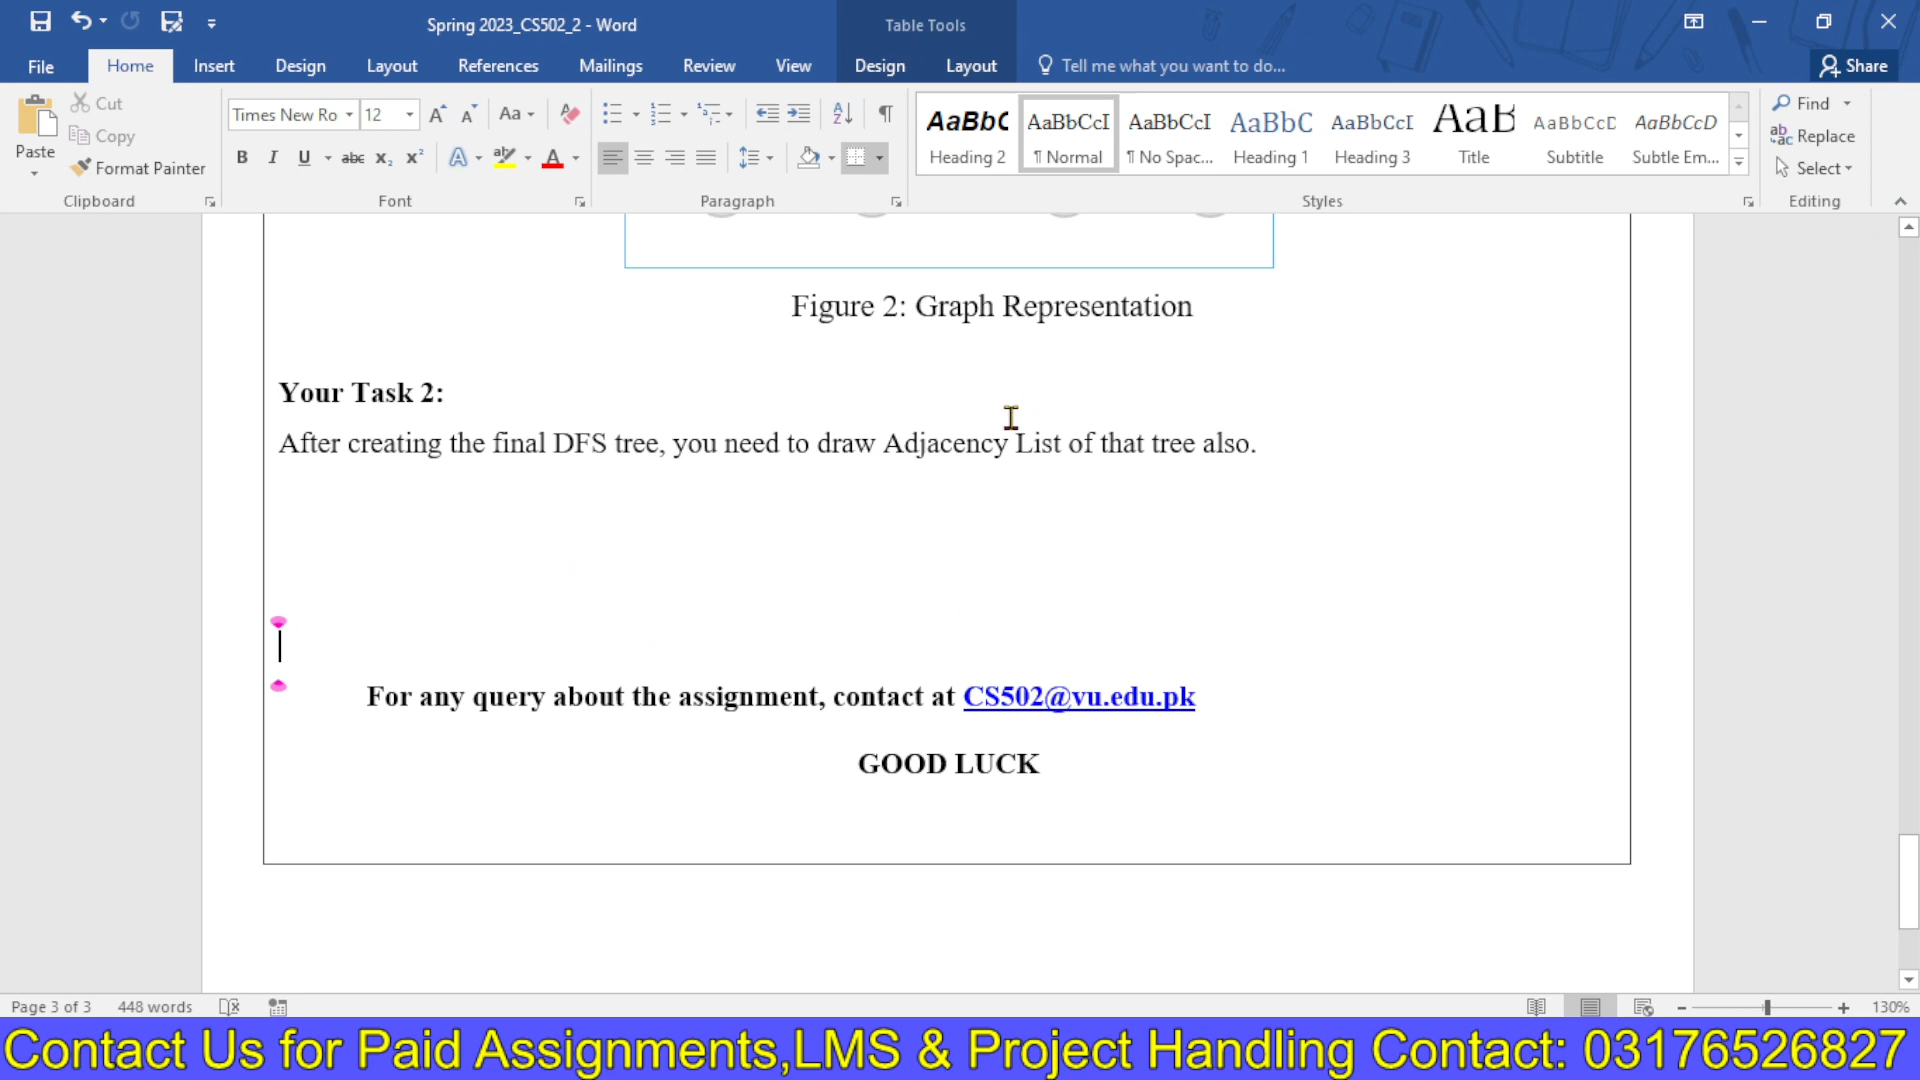 Spring 2023_CS502_2 - Word
Table Tools
File
Home
Insert
Design
Layout
References
Mailings
Review
View
Design
Layout
Tell me what you want to do...
Share
Paste
Cut
Copy
Format Painter
Clipboard
Times New Ro
12
Font
Paragraph
AaBbC
Heading 2
AaBbCcI
¶ Normal
AaBbCcI
¶ No Spac...
AaBbC
Heading 1
AaBbCcI
Heading 3
AaB
Title
AaBbCcD
Subtitle
AaBbCcD
Subtle Em...
Styles
Find
Replace
Select
Editing
Figure 2: Graph Representation
Your Task 2:
After creating the final DFS tree, you need to draw Adjacency List of that tree also.
For any query about the assignment, contact at CS502@vu.edu.pk
GOOD LUCK
Page 3 of 3
448 words
130%
Contact Us for Paid Assignments,LMS & Project Handling Contact: 03176526827